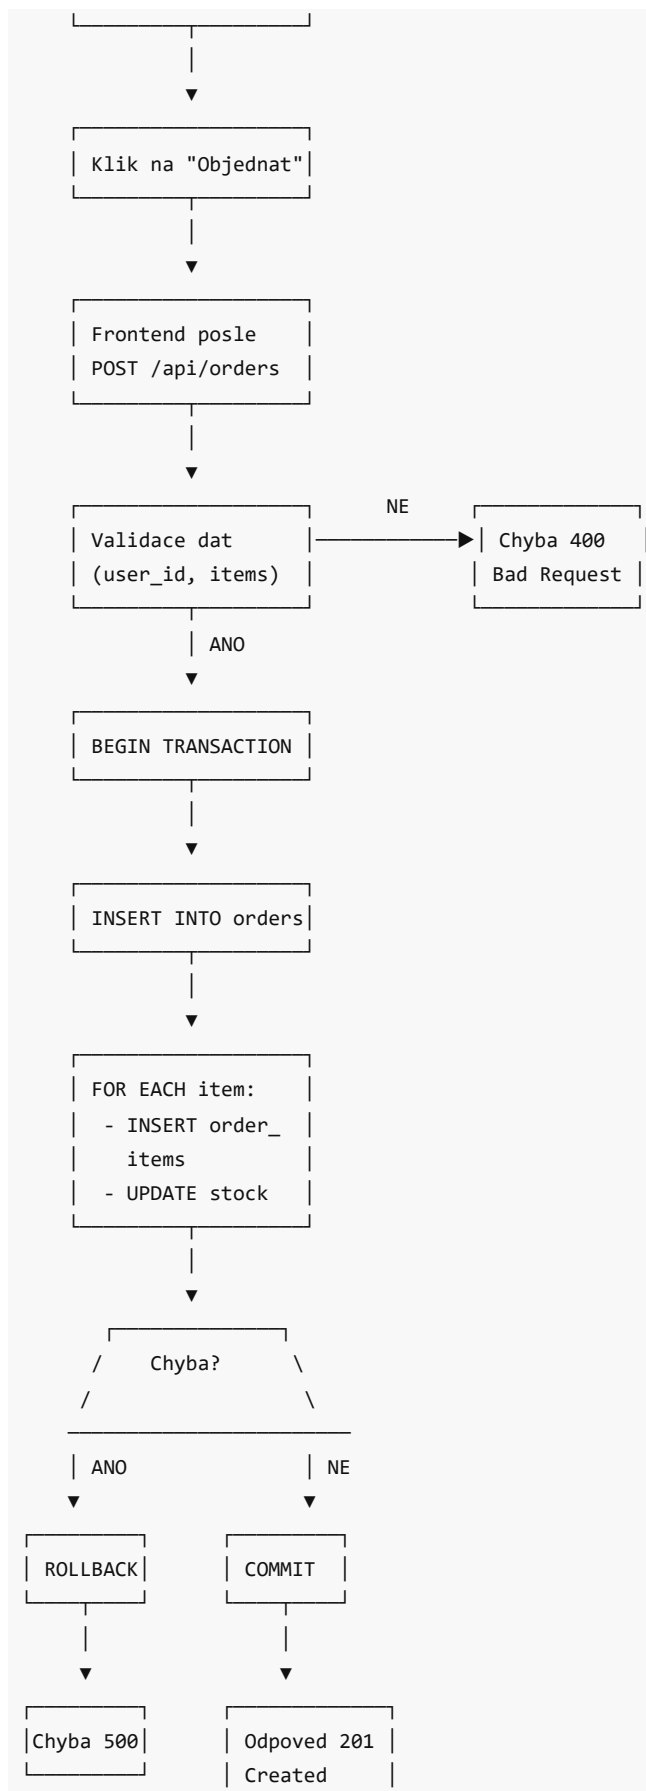 Klik na "Objednat"
Frontend posle
POST /api/orders
NE
Validace dat
Chyba 400
(user_id, items)
Bad Request
ANO
BEGIN TRANSACTION
INSERT INTO orders
FOR EACH item:
- INSERT order_
items
- UPDATE stock
Chyba?
ANO
NE
ROLLBACK
COMMIT
Chyba 500
Odpoved 201
Created